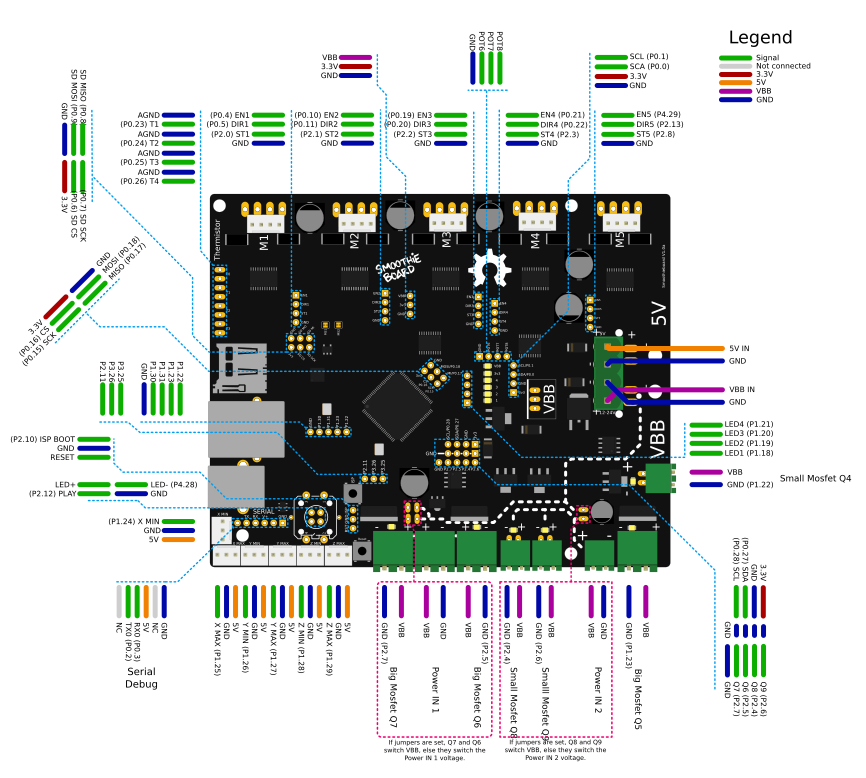 Legend
Signal
Not connected
3.3V
5V
VBB
GND
GND
POT6
POT7
POT8
VBB
3.3V
GND
SCL (P0.1)
SCA (P0.0)
3.3V
GND
SD MISO (P0.8)
SD MOSI (P0.9)
GND
(P0.7) SD SCK
(P0.6) SD CS
3.3V
AGND
(P0.23) T1
AGND
(P0.24) T2
AGND
(P0.25) T3
AGND
(P0.26) T4
(P0.4) EN1
(P0.5) DIR1
(P2.0) ST1
GND
(P0.10) EN2
(P0.11) DIR2
(P2.1) ST2
GND
(P0.19) EN3
(P0.20) DIR3
(P2.2) ST3
GND
EN4 (P0.21)
DIR4 (P0.22)
ST4 (P2.3)
GND
EN5 (P4.29)
DIR5 (P2.13)
ST5 (P2.8)
GND
Thermistor
M1
M2
M3
M4
M5
SMOOTHIE
BOARD
GND
MOSI (P0.18)
MISO (P0.17)
3.3V
(P0.16) CS
(P0.15) SCK
5V
5V IN
GND
VBB IN
GND
12-24v
VBB
VBB
P2.11
P3.26
P3.25
GND
P1.30
P1.31
P1.23
P1.22
LED4 (P1.21)
LED3 (P1.20)
LED2 (P1.19)
LED1 (P1.18)
(P2.10) ISP BOOT
GND
RESET
VBB
GND (P1.22)
Small Mosfet Q4
LED+
LED- (P4.28)
(P2.12) PLAY
GND
SERIAL
(P1.24) X MIN
GND
5V
NC
TX0 (P0.2)
RX0 (P0.3)
5V
NC
GND
Serial
Debug
X MAX (P1.25)
GND
5V
Y MIN (P1.26)
GND
5V
Y MAX (P1.27)
GND
5V
Z MIN (P1.28)
GND
5V
Z MAX (P1.29)
GND
5V
GND (P2.7)
VBB
VBB
GND
VBB
GND (P2.5)
Big Mosfet Q7
Power IN 1
Big Mosfet Q6
GND (P2.4)
VBB
GND (P2.6)
VBB
VBB
GND
Small Mosfet Q8
Power IN 2
GND (P1.23)
VBB
Big Mosfet Q5
(P0.28) SCL
(P0.27) SDA
GND
3.3V
GND
GND
Q7 (P2.7)
Q6 (P2.5)
Q8 (P2.4)
Q9 (P2.6)
If jumpers are set, Q7 and Q6
switch VBB, else they switch the
Power IN 1 voltage.
If jumpers are set, Q8 and Q9
switch VBB, else they switch the
Power IN 2 voltage.